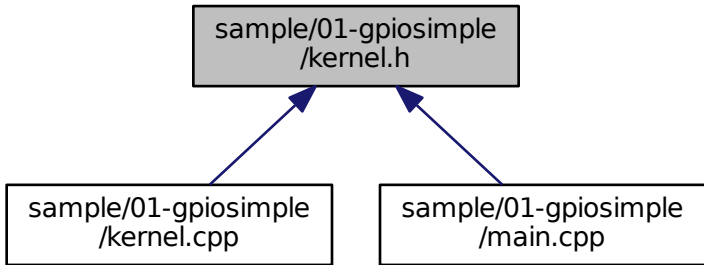 sample/01-gpiosimple
/kernel.h
sample/01-gpiosimple
/kernel.cpp
sample/01-gpiosimple
/main.cpp